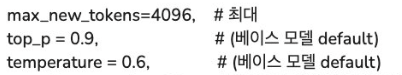 max_new_tokens=4096, # 최대
top_p = 0.9, # (베이스 모델 default)
temperature = 0.6, # (베이스 모델 default)